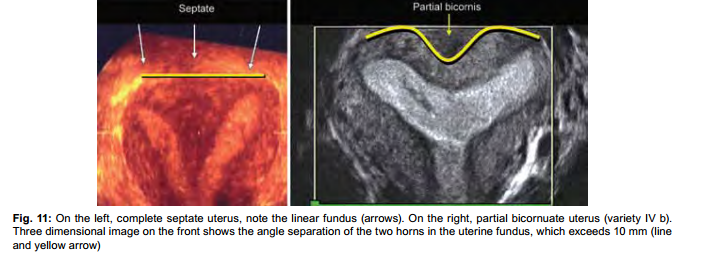 Septate
Partial bicornis
Fig. 11: On the left, complete septate uterus, note the linear fundus (arrows). On the right, partial bicornuate uterus (variety IV b).
Three dimensional image on the front shows the angle separation of the two horns in the uterine fundus, which exceeds 10 mm (line
and yellow arrow)